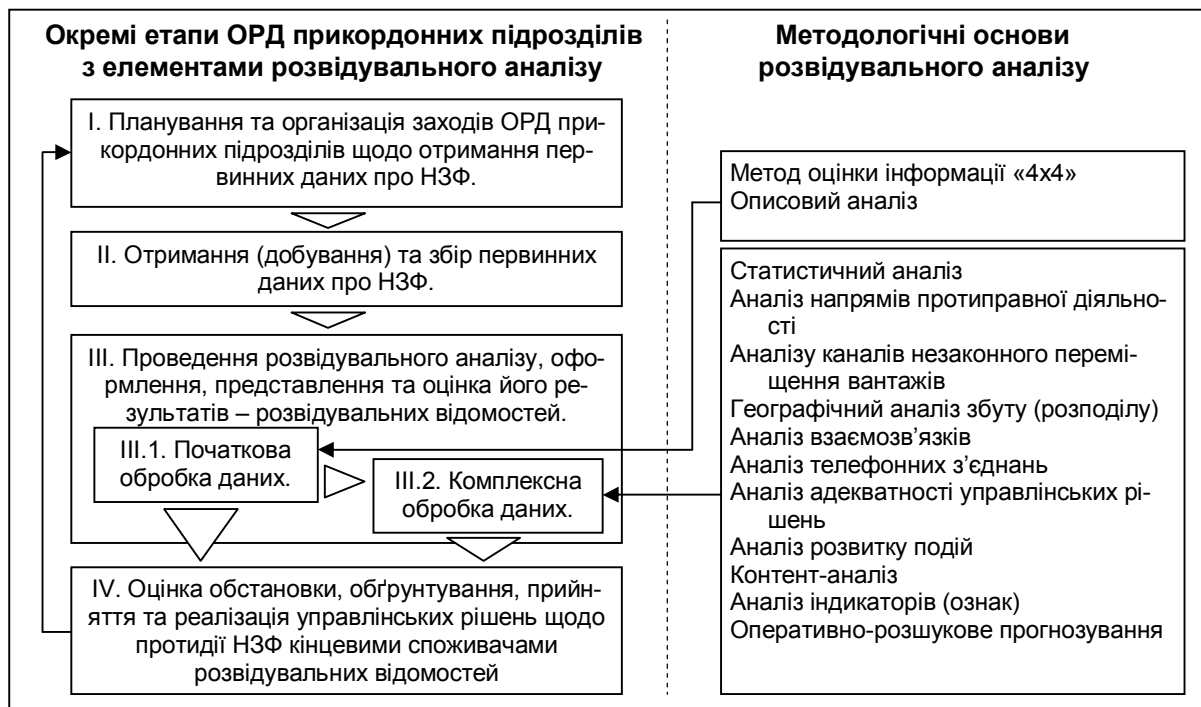 Окремі етапи ОРД прикордонних підрозділів
з елементами розвідувального аналізу
І. Планування та організація заходів ОРД при-
кордонних підрозділів щодо отримання пер-
винних даних про НЗФ.
ІІ. Отримання (добування) та збір первинних
даних про НЗФ.
ІІІ. Проведення розвідувального аналізу, офо-
рмлення, представлення та оцінка його ре-
зультатів – розвідувальних відомостей.
ІІІ.1. Початкова
обробка даних.
ІІІ.2. Комплексна
обробка даних.
IV. Оцінка обстановки, обґрунтування, прийн-
яття та реалізація управлінських рішень щодо
протидії НЗФ кінцевими споживачами
розвідувальних відомостей
Методологічні основи
розвідувального аналізу
Метод оцінки інформації «4х4»
Описовий аналіз
Статистичний аналіз
Аналіз напрямів протиправної діяльно-
сті
Аналізу каналів незаконного перемі-
щення вантажів
Географічний аналіз збуту (розподілу)
Аналіз взаємозв’язків
Аналіз телефонних з’єднань
Аналіз адекватності управлінських рі-
шень
Аналіз розвитку подій
Контент-аналіз
Аналіз індикаторів (ознак)
Оперативно-розшукове прогнозування